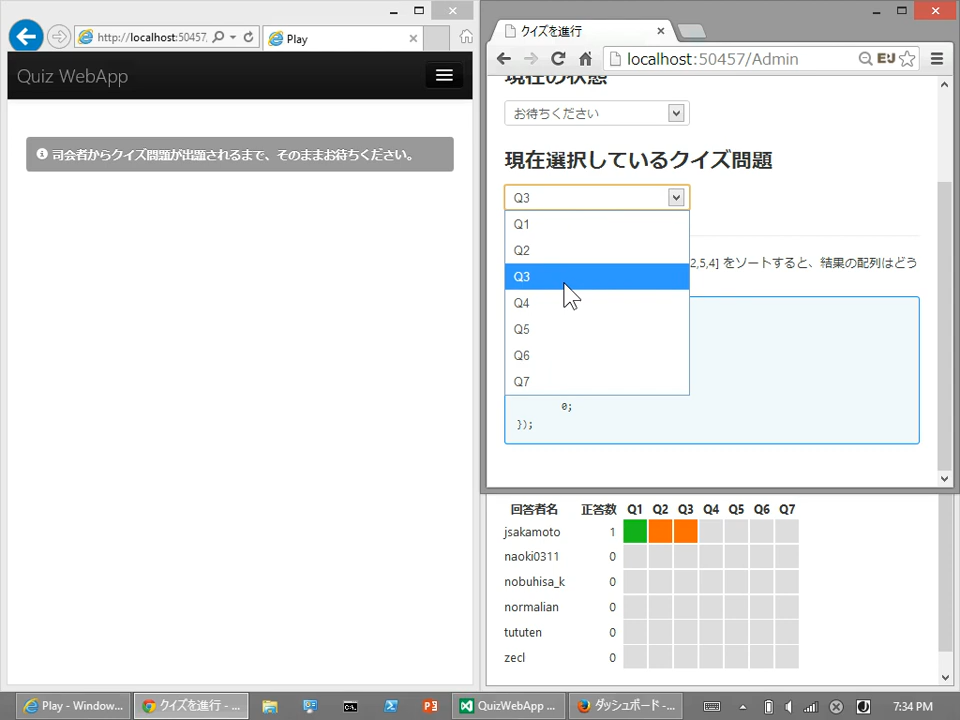 http://localhost:50457,
Play
Quiz WebApp
司会者からクイズ問題が出題されるまで、そのままお待ちください。
クイズを進行
localhost:50457/Admin
EJ
現在の状態
お待ちください
現在選択しているクイズ問題
Q3
Q1
Q2
Q3
Q4
Q5
Q6
Q7
2,5,4] をソートすると、結果の配列はどう
0;
});
回答者名 正答数 Q1 Q2 Q3 Q4 Q5 Q6 Q7
jsakamoto 1
naoki0311 0
nobuhisa_k 0
normalian 0
tututen 0
zecl 0
Play - Window...
クイズを進行 - ...
QuizWebApp ...
ダッシュボード -...
7:34 PM